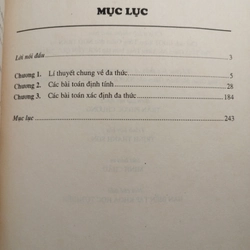 MỤC LỤC
Lời nói đầu 3
Chương 1. Lí thuyết chung về đa thức 5
Chương 2. Các bài toán định tính 28
Chương 3. Các bài toán xác định đa thức 184
Mục lục 243